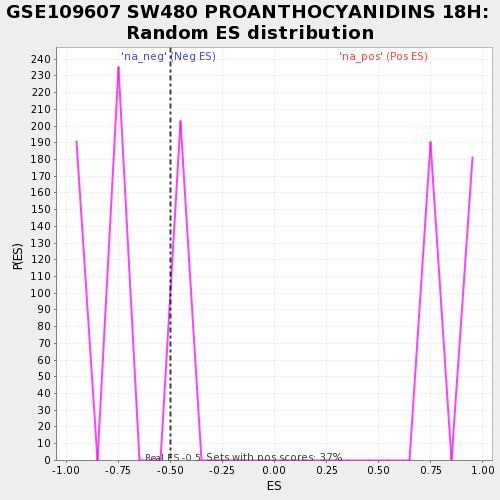 GSE109607 SW480 PROANTHOCYANIDINS 18H:
Random ES distribution
'na_neg' (Neg ES)
'na_pos' (Pos ES)
240
230
220
210
200
190
180
170
160
150
140
130
120
110
100
90
80
70
60
50
40
30
20
10
0
P(ES)
Real ES -0.5
Sets with pos scores: 37%
-1.00 -0.75 -0.50 -0.25 0.00 0.25 0.50 0.75 1.00
ES